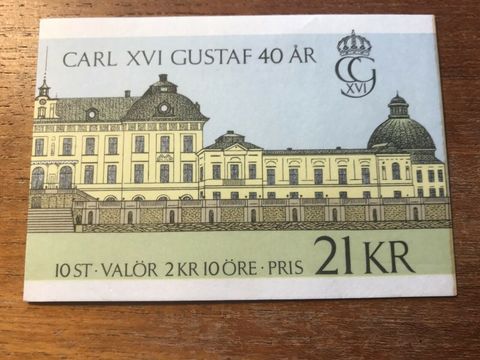 CARL XVI GUSTAF 40 ÅR
CG
XVI
10 ST · VALÖR 2 KR 10 ÖRE · PRIS 21 KR